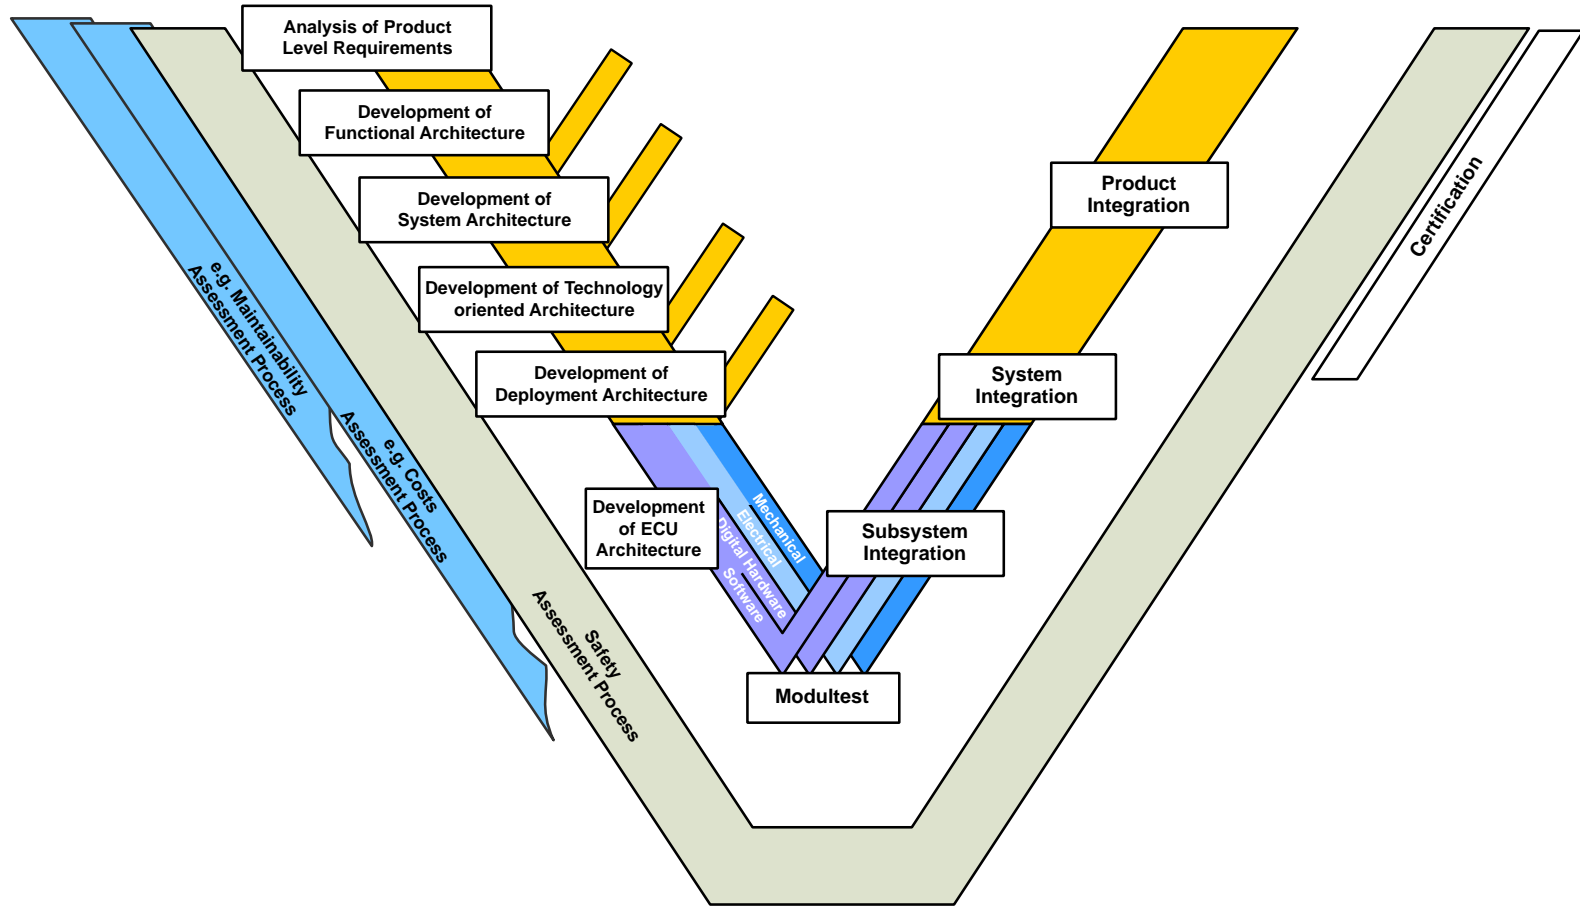 Analysis of Product
Level Requirements
Development of
Functional Architecture
Development of
System Architecture
Development of Technology
oriented Architecture
Development of
Deployment Architecture
Development
of ECU
Architecture
Mechanical
Electrical
Digital Hardware
Software
Modultest
Subsystem
Integration
System
Integration
Product
Integration
Certification
e.g. Maintainability
Assessment Process
e.g. Costs
Assessment Process
Safety
Assessment Process